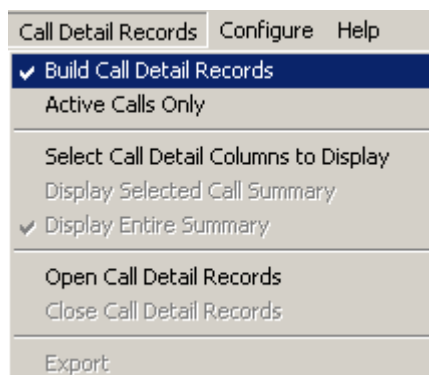 Call Detail Records Configure Help
Build Call Detail Records
Active Calls Only
Select Call Detail Columns to Display
Display Selected Call Summary
Display Entire Summary
Open Call Detail Records
Close Call Detail Records
Export